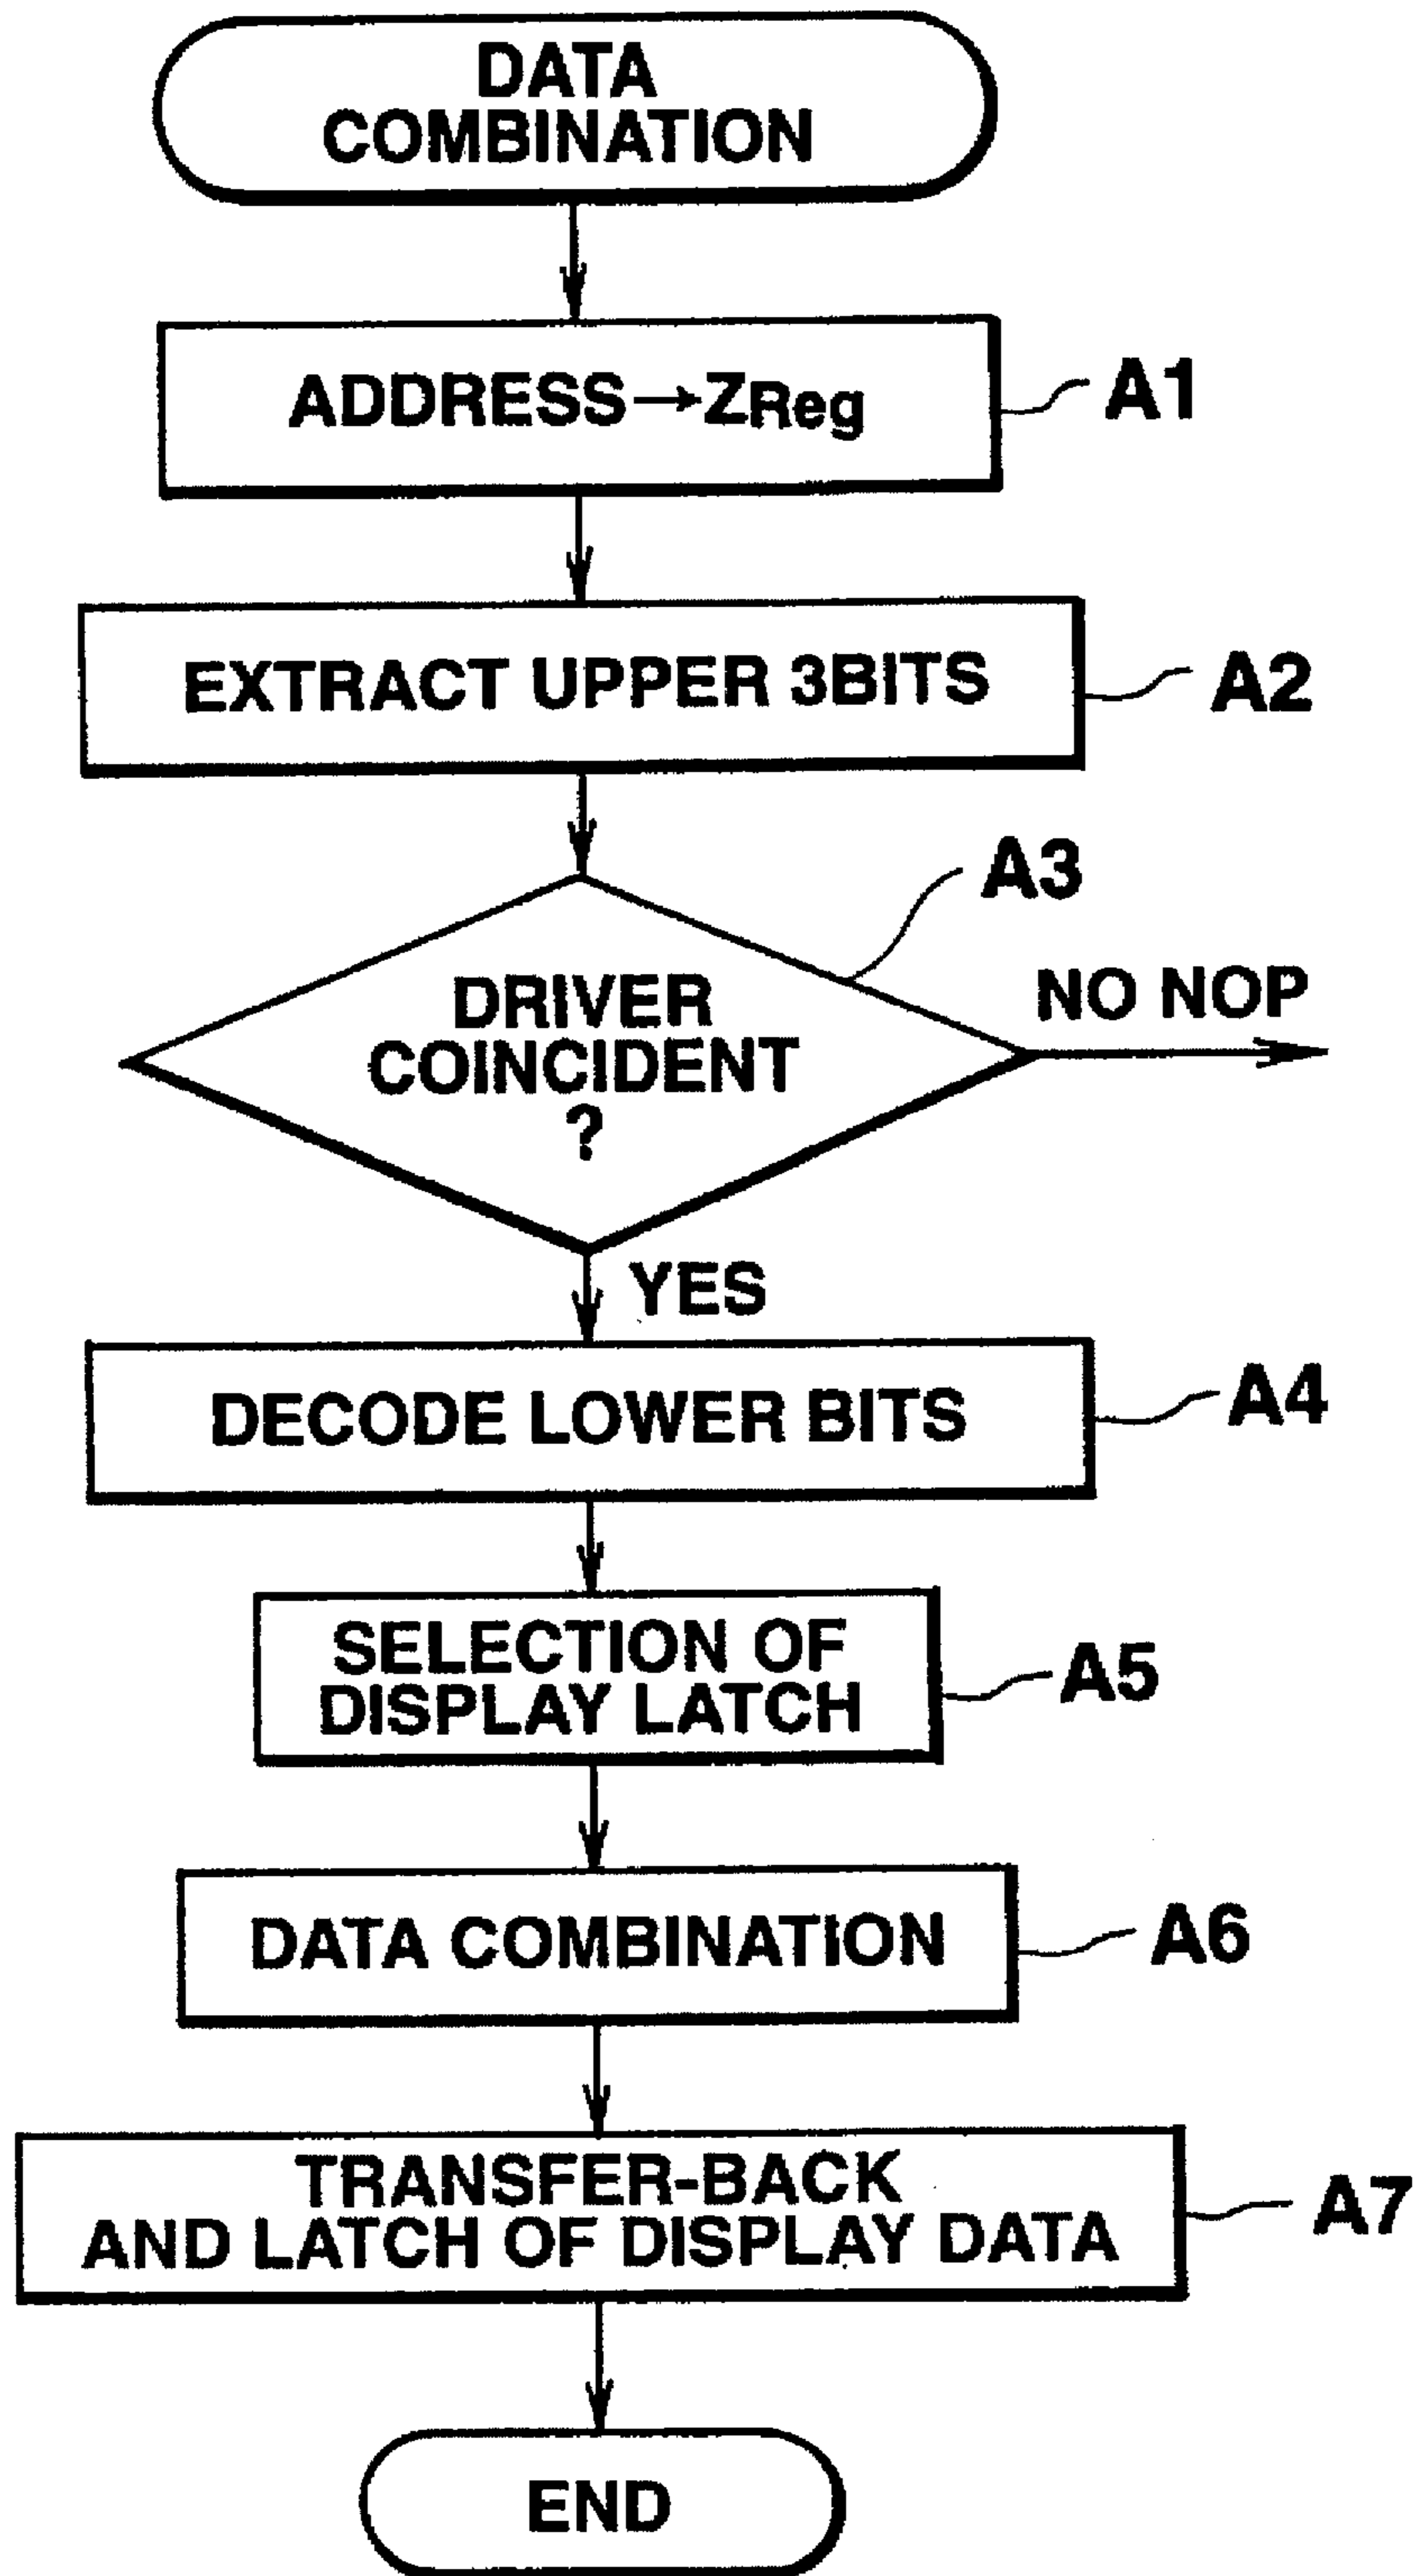 DATA
COMBINATION
ADDRESS→ZReg
A1
EXTRACT UPPER 3BITS
A2
A3
DRIVER
COINCIDENT
?
NO NOP
YES
DECODE LOWER BITS
A4
SELECTION OF
DISPLAY LATCH
A5
DATA COMBINATION
A6
TRANSFER-BACK
AND LATCH OF DISPLAY DATA
A7
END